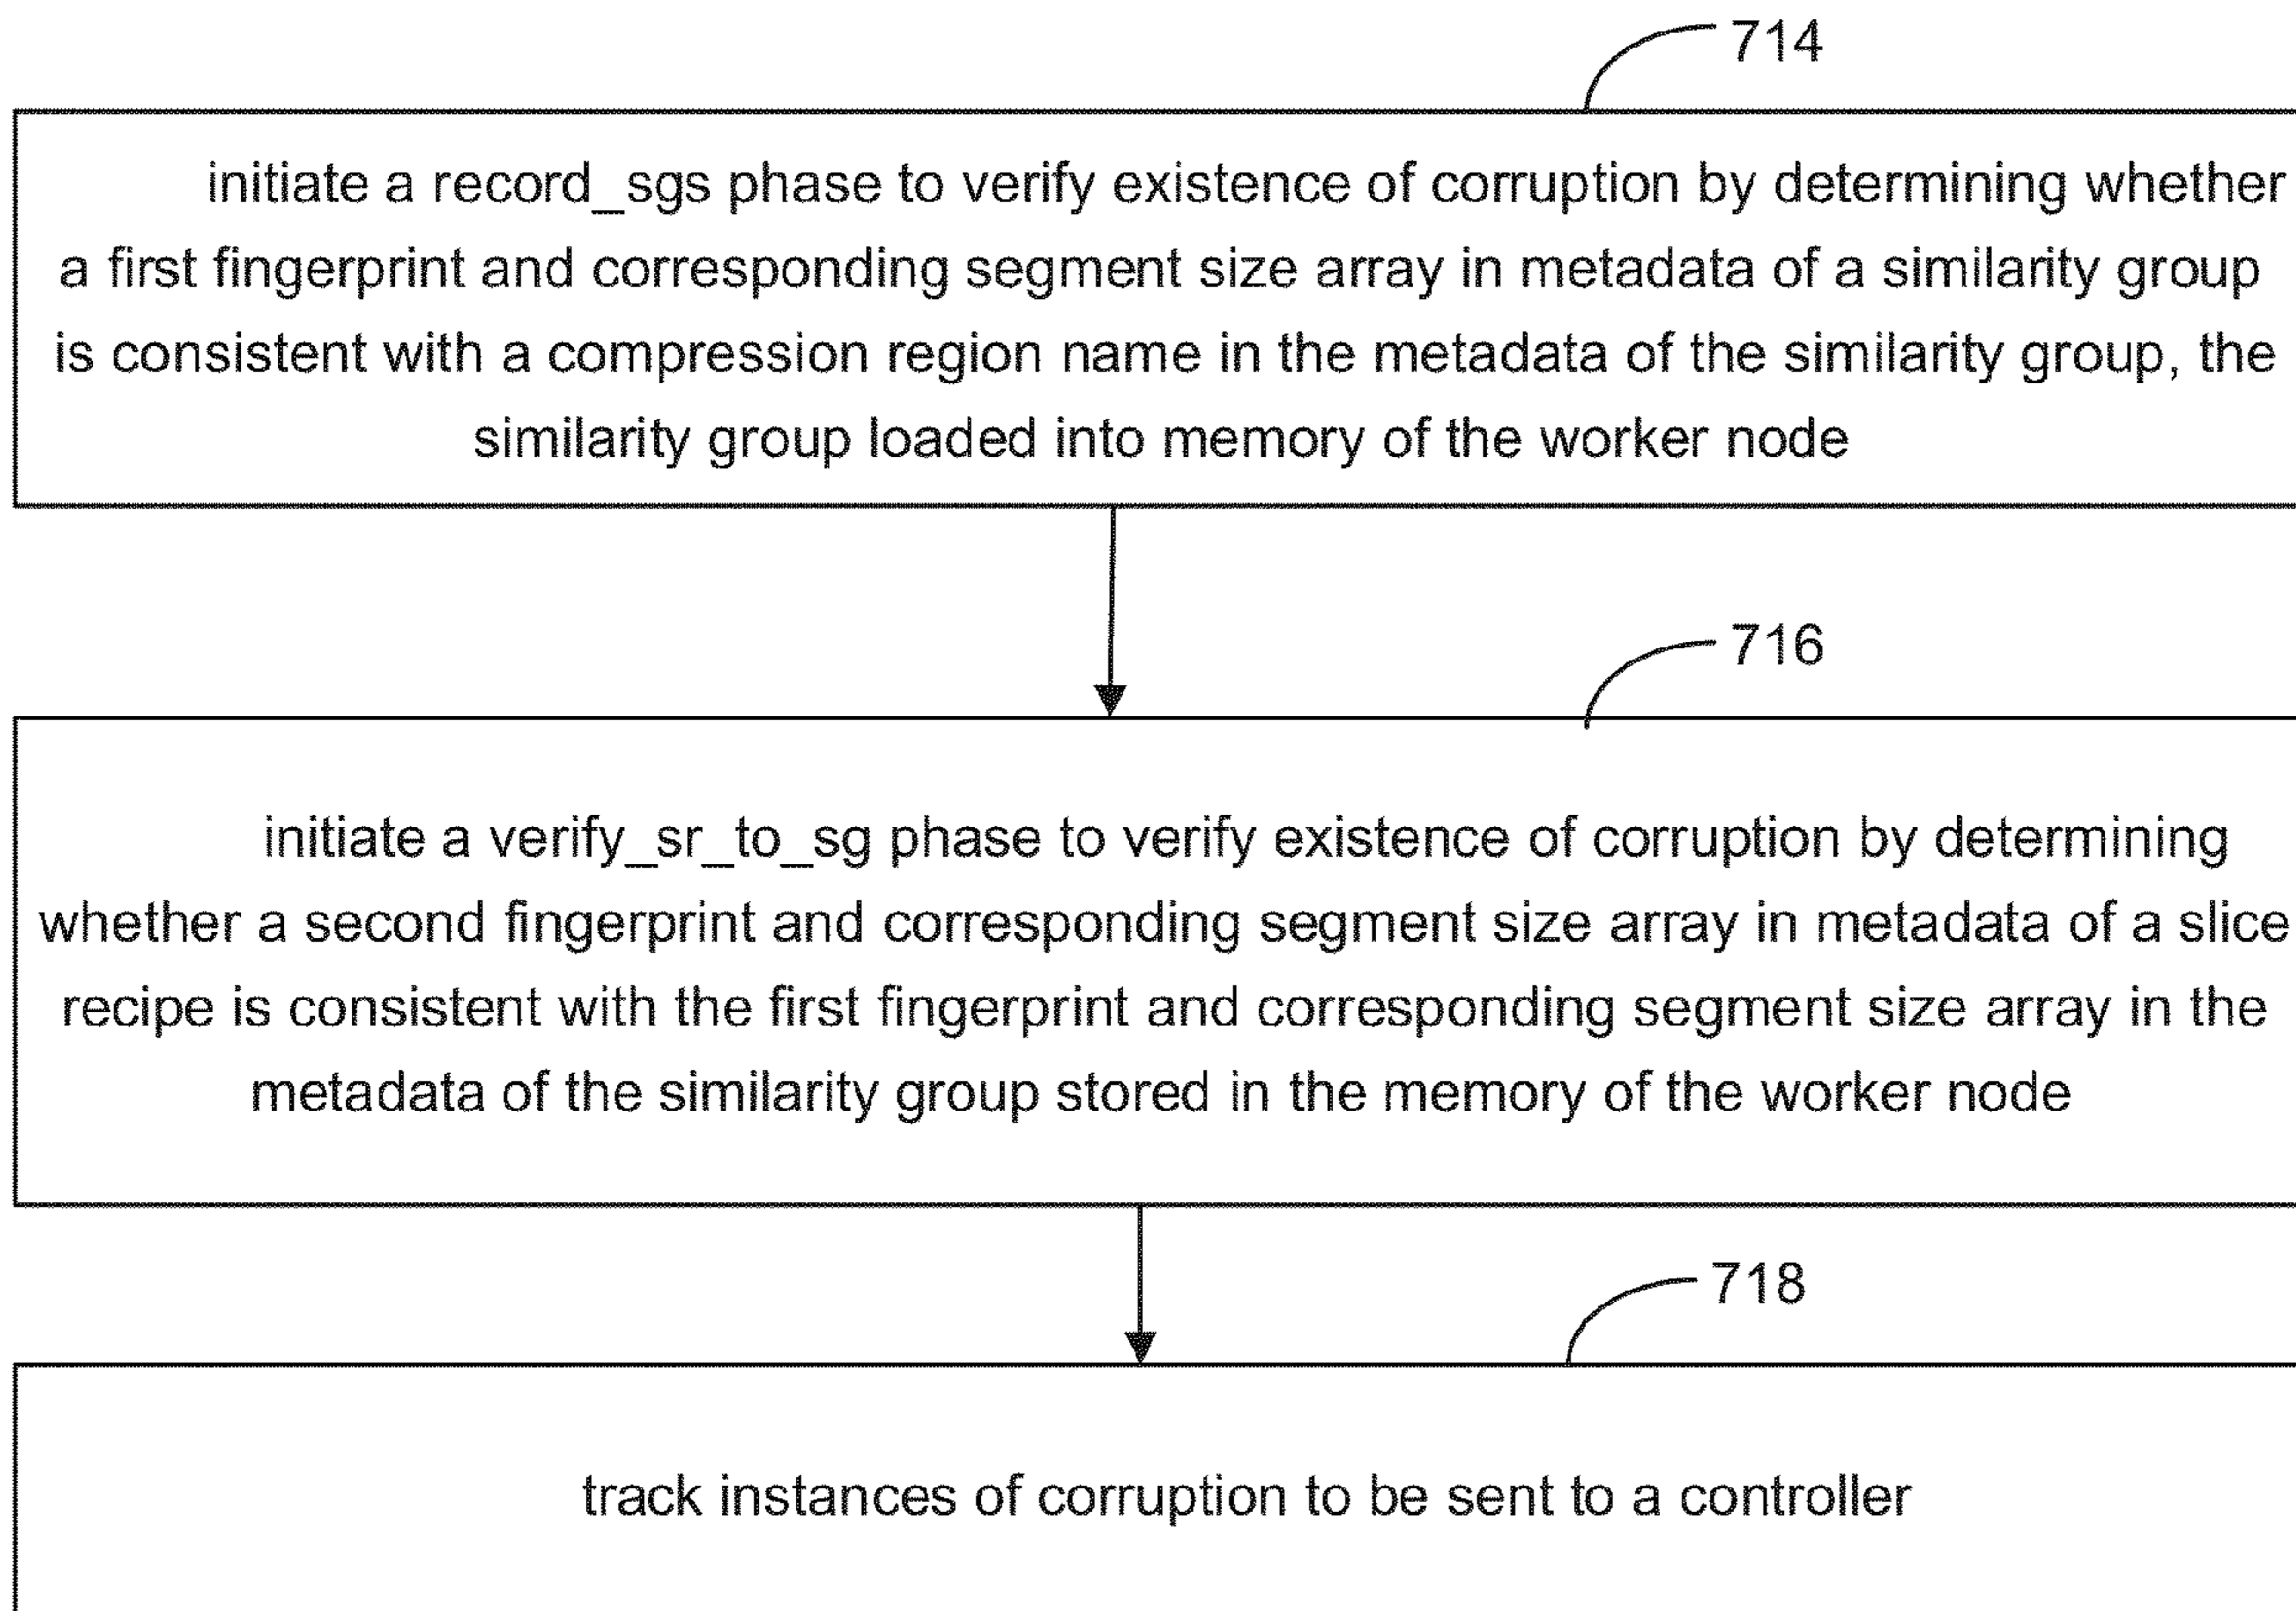 714
initiate a record_sgs phase to verify existence of corruption by determining whether
a first fingerprint and corresponding segment size array in metadata of a similarity group
is consistent with a compression region name in the metadata of the similarity group, the
similarity group loaded into memory of the worker node
716
initiate a verify_sr_to_sg phase to verify existence of corruption by determining
whether a second fingerprint and corresponding segment size array in metadata of a slice
recipe is consistent with the first fingerprint and corresponding segment size array in the
metadata of the similarity group stored in the memory of the worker node
718
track instances of corruption to be sent to a controller